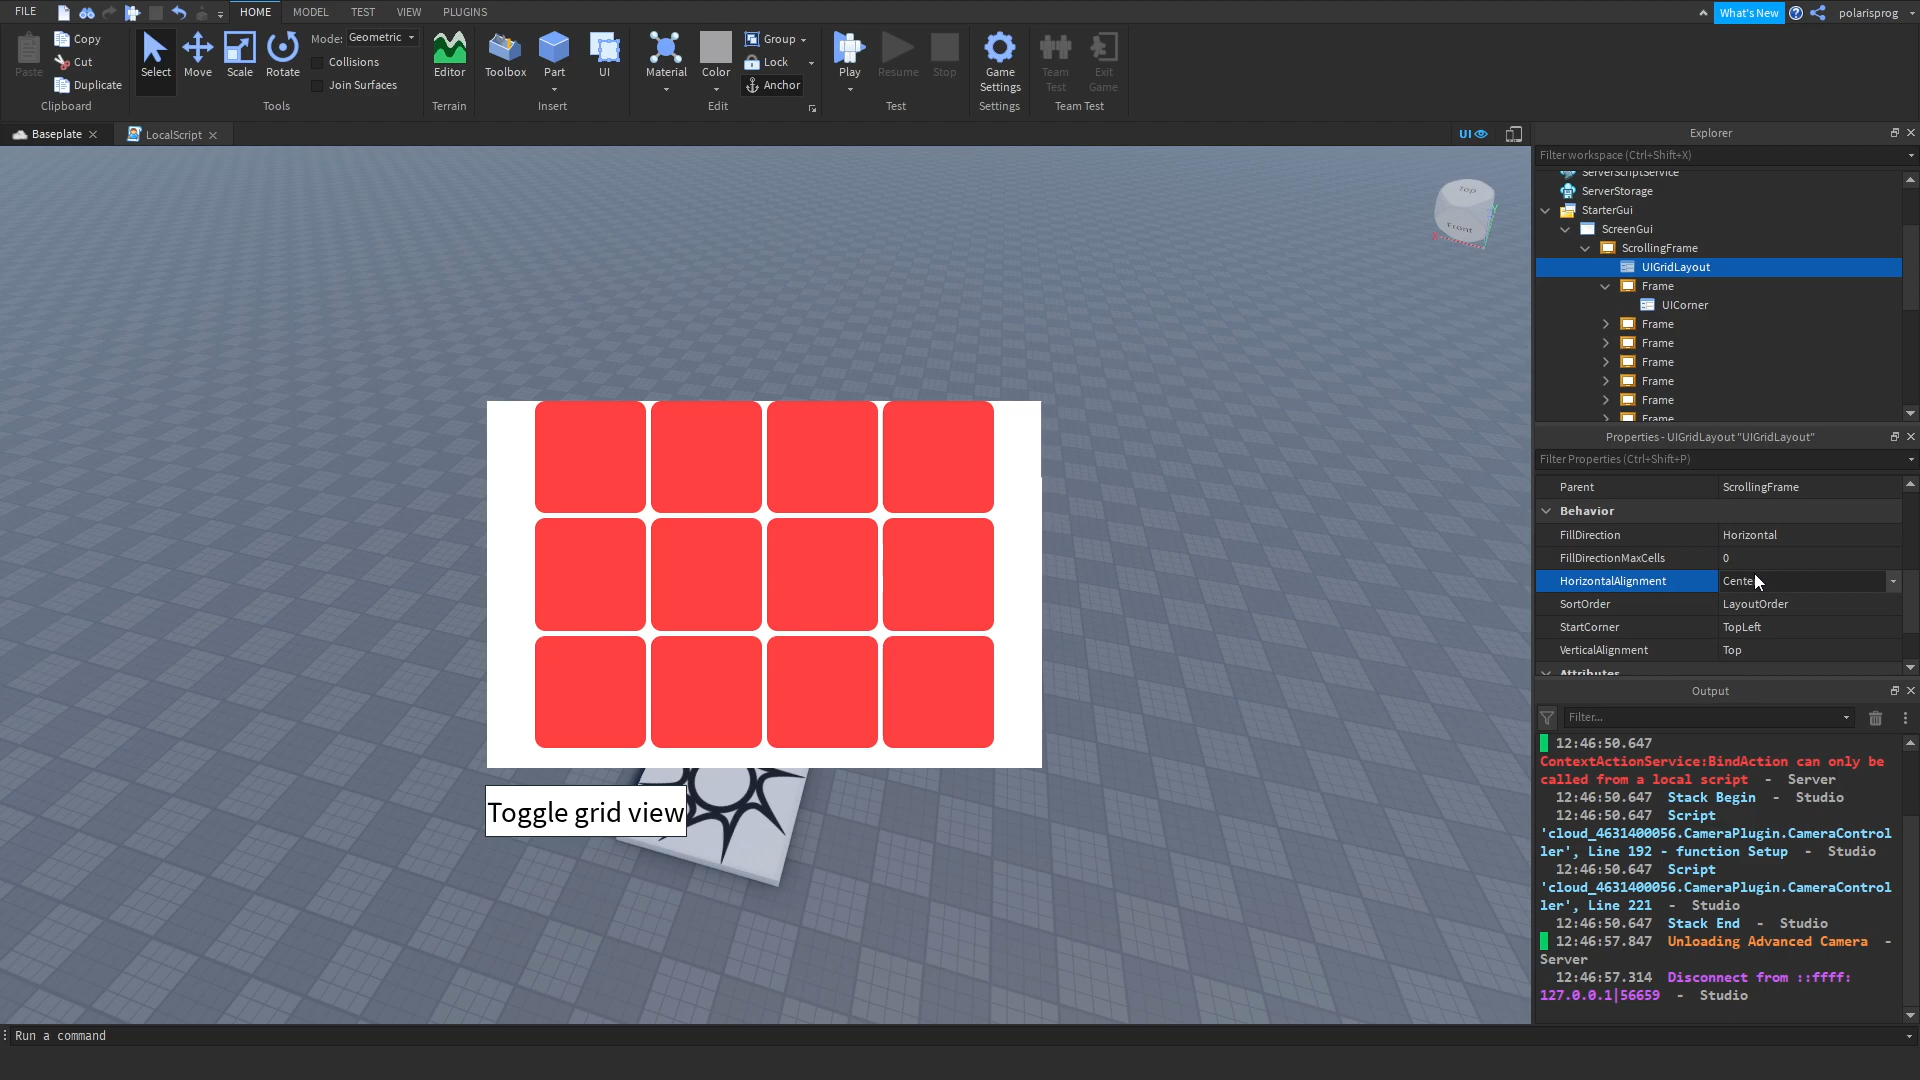 FILE
HOME
MODEL
TEST
VIEW
PLUGINS
What's New
polarisprog
Paste
Copy
Cut
Duplicate
Clipboard
Select
Move
Scale
Rotate
Mode: Geometric
Collisions
Join Surfaces
Tools
Editor
Terrain
Toolbox
Part
UI
Insert
Material
Color
Group
Lock
Anchor
Edit
Play
Resume
Stop
Test
Game
Settings
Settings
Team
Test
Exit
Game
Team Test
Baseplate
LocalScript
UI
Top
Front
Toggle grid view
Explorer
Filter workspace (Ctrl+Shift+X)
ServerScriptService
ServerStorage
StarterGui
ScreenGui
ScrollingFrame
UIGridLayout
Frame
UICorner
Frame
Frame
Frame
Frame
Frame
Frame
Properties - UIGridLayout "UIGridLayout"
Filter Properties (Ctrl+Shift+P)
Parent ScrollingFrame
Behavior
FillDirection Horizontal
FillDirectionMaxCells 0
HorizontalAlignment Cente
SortOrder LayoutOrder
StartCorner TopLeft
VerticalAlignment Top
Attributes
Output
Filter...
12:46:50.647
ContextActionService:BindAction can only be
called from a local script - Server
12:46:50.647 Stack Begin - Studio
12:46:50.647 Script
'cloud_4631400056.CameraPlugin.CameraControl
ler', Line 192 - function Setup - Studio
12:46:50.647 Script
'cloud_4631400056.CameraPlugin.CameraControl
ler', Line 221 - Studio
12:46:50.647 Stack End - Studio
12:46:57.847 Unloading Advanced Camera -
Server
12:46:57.314 Disconnect from ::ffff:
127.0.0.1|56659 - Studio
Run a command